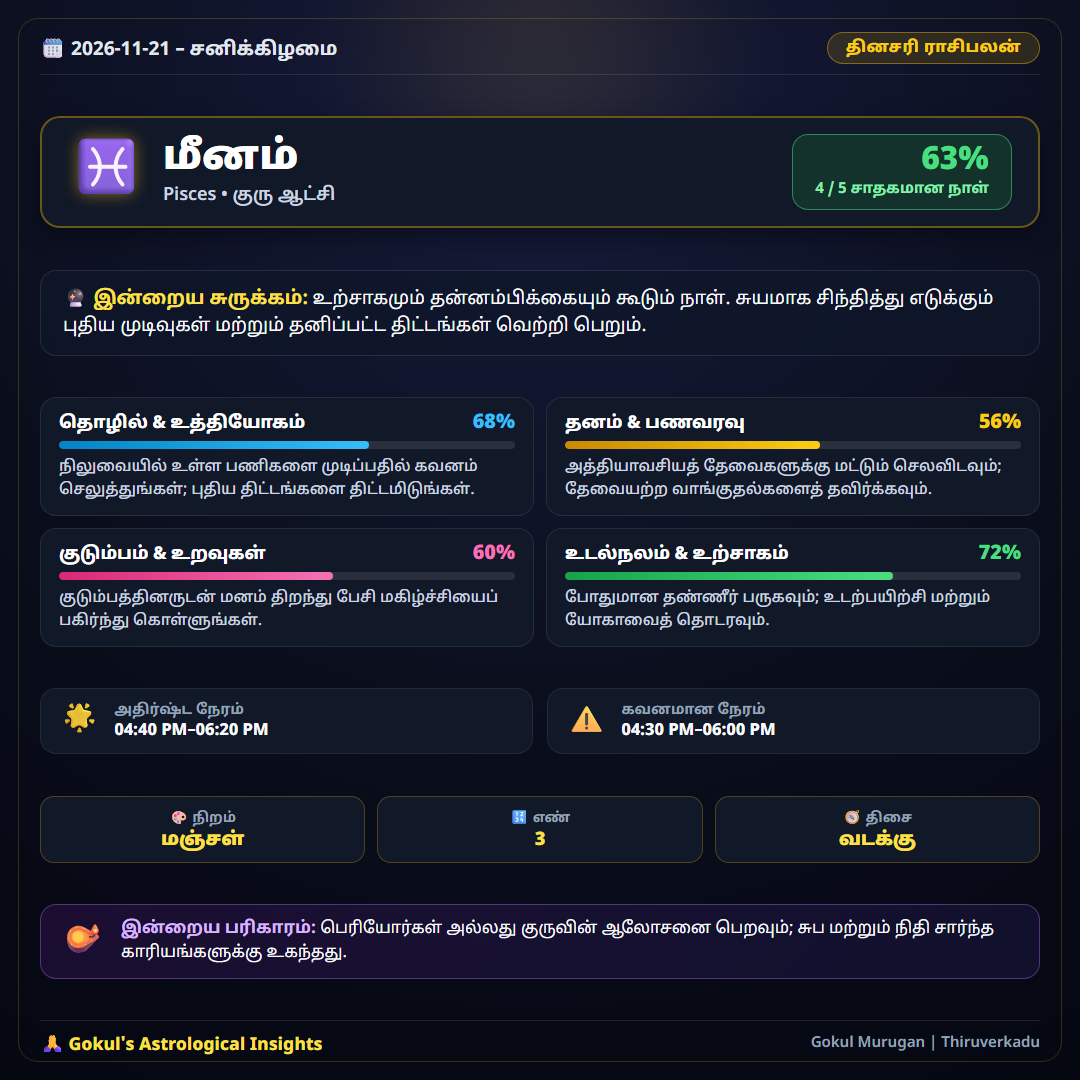 2026-11-21 – சனிக்கிழமை
தினசரி ராசிபலன்
மீனம்
Pisces • குரு ஆட்சி
63%
4 / 5 சாதகமான நாள்
இன்றைய சுருக்கம்: உற்சாகமும் தன்னம்பிக்கையும் கூடும் நாள். சுயமாக சிந்தித்து எடுக்கும்
புதிய முடிவுகள் மற்றும் தனிப்பட்ட திட்டங்கள் வெற்றி பெறும்.
தொழில் & உத்தியோகம் 68%
நிலுவையில் உள்ள பணிகளை முடிப்பதில் கவனம்
செலுத்துங்கள்; புதிய திட்டங்களை திட்டமிடுங்கள்.
தனம் & பணவரவு 56%
அத்தியாவசியத் தேவைகளுக்கு மட்டும் செலவிடவும்;
தேவையற்ற வாங்குதல்களைத் தவிர்க்கவும்.
குடும்பம் & உறவுகள் 60%
குடும்பத்தினருடன் மனம் திறந்து பேசி மகிழ்ச்சியைப்
பகிர்ந்து கொள்ளுங்கள்.
உடல்நலம் & உற்சாகம் 72%
போதுமான தண்ணீர் பருகவும்; உடற்பயிற்சி மற்றும்
யோகாவைத் தொடரவும்.
அதிர்ஷ்ட நேரம்
04:40 PM–06:20 PM
கவனமான நேரம்
04:30 PM–06:00 PM
நிறம்
மஞ்சள்
எண்
3
திசை
வடக்கு
இன்றைய பரிகாரம்: பெரியோர்கள் அல்லது குருவின் ஆலோசனை பெறவும்; சுப மற்றும் நிதி சார்ந்த
காரியங்களுக்கு உகந்தது.
Gokul's Astrological Insights
Gokul Murugan | Thiruverkadu